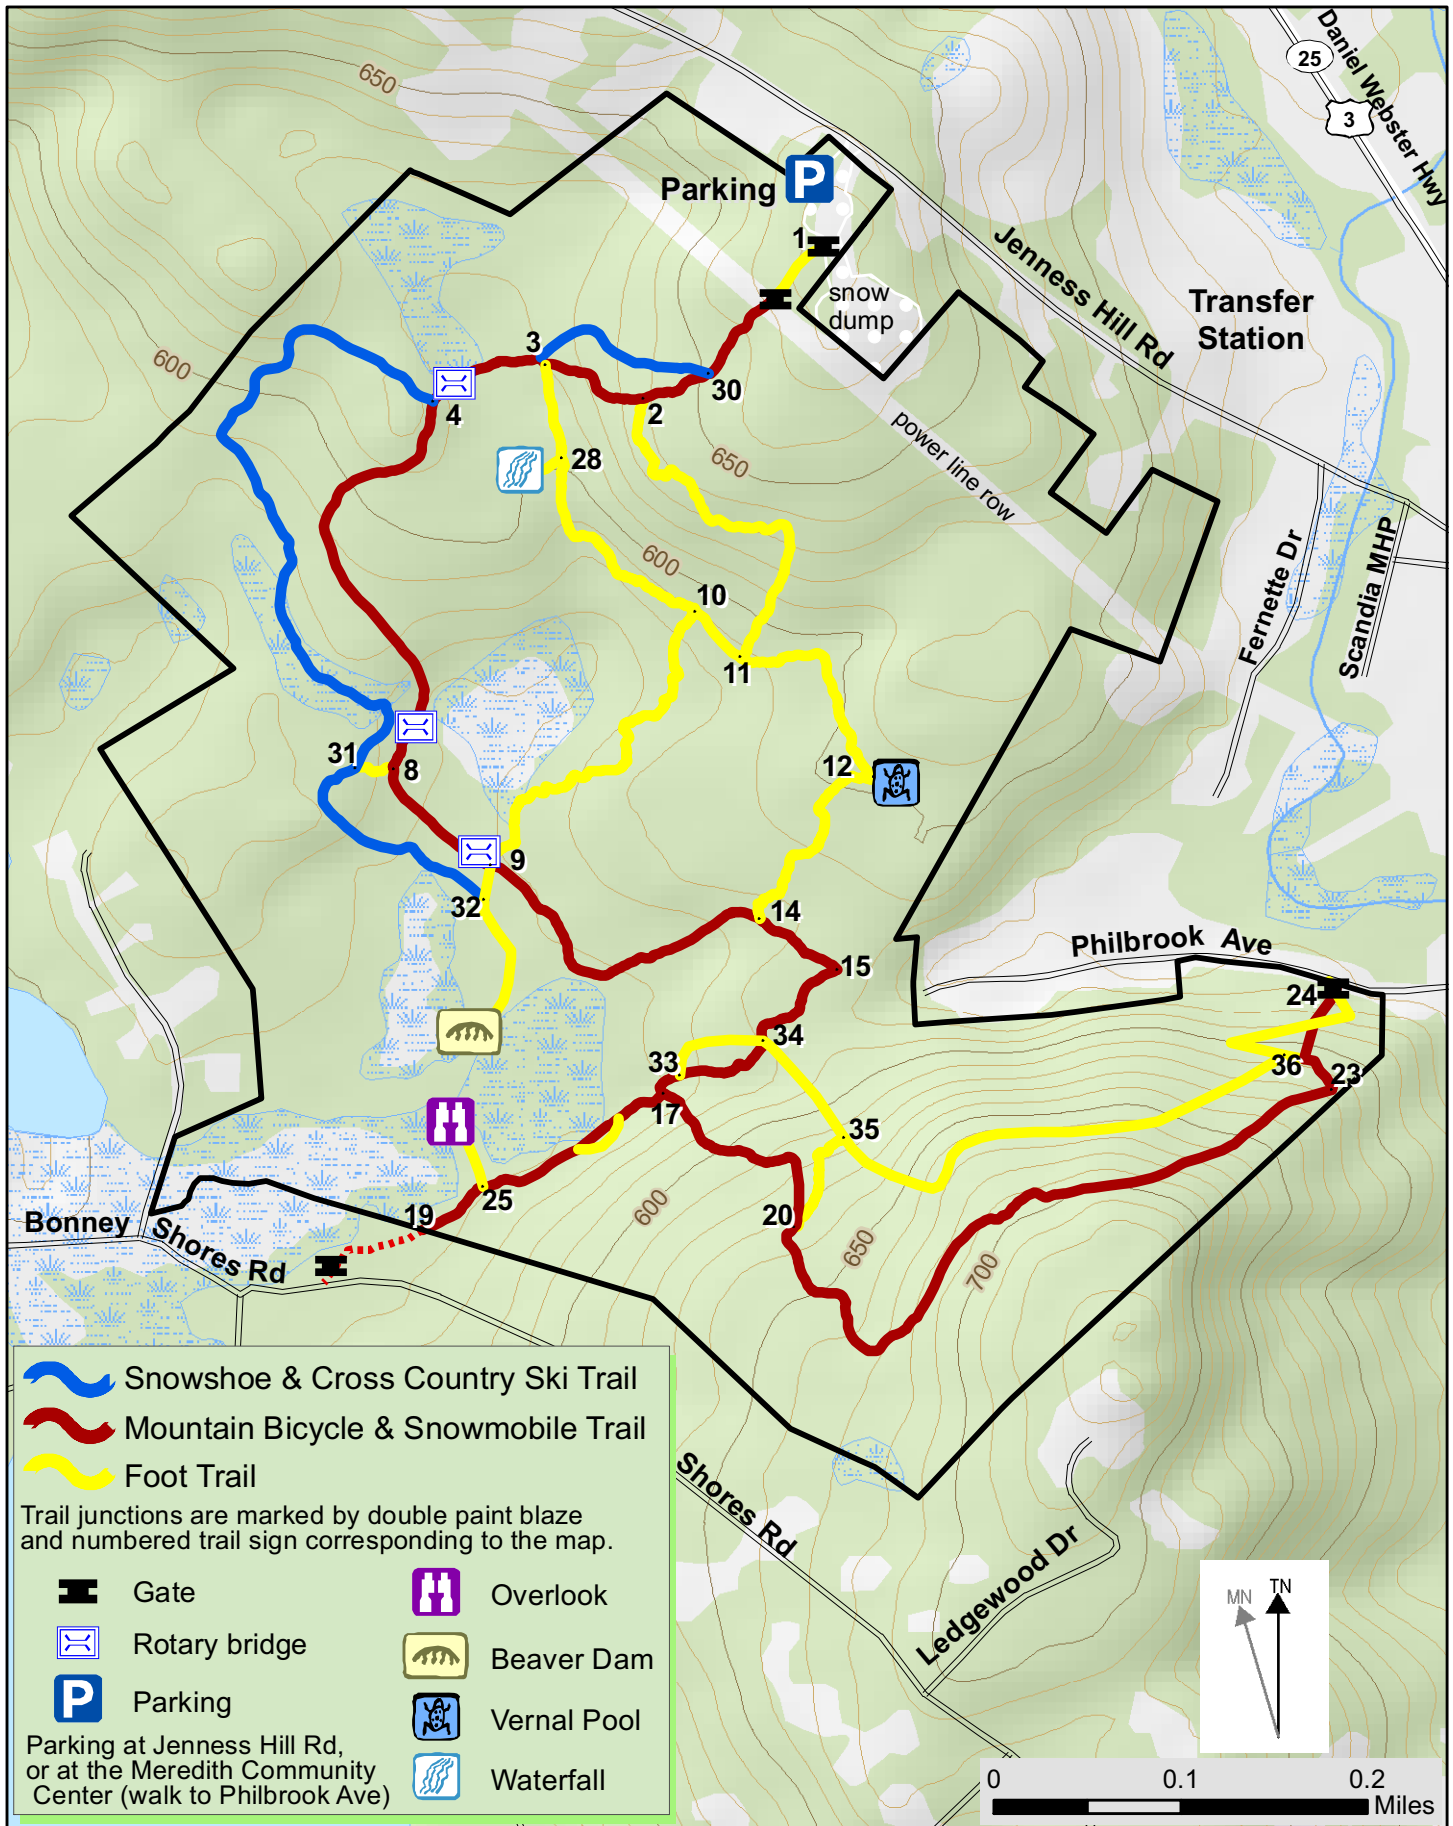 650
25
Daniel Webster Hwy
3
Parking
P
1
Jenness Hill Rd
snow
dump
Transfer
Station
600
3
30
4
2
power line row
28
650
600
Fernette Dr
Scandia MHP
10
11
31
8
12
9
32
14
Philbrook Ave
15
24
34
33
36
23
17
35
25
600
19
20
Bonney Shores Rd
650
700
Snowshoe & Cross Country Ski Trail
Mountain Bicycle & Snowmobile Trail
Foot Trail
Trail junctions are marked by double paint blaze
and numbered trail sign corresponding to the map.
Gate
Overlook
Rotary bridge
Beaver Dam
P
Parking
Vernal Pool
Parking at Jenness Hill Rd,
or at the Meredith Community
Center (walk to Philbrook Ave)
Waterfall
Shores Rd
Ledgewood Dr
MN
TN
0
0.1
0.2
Miles